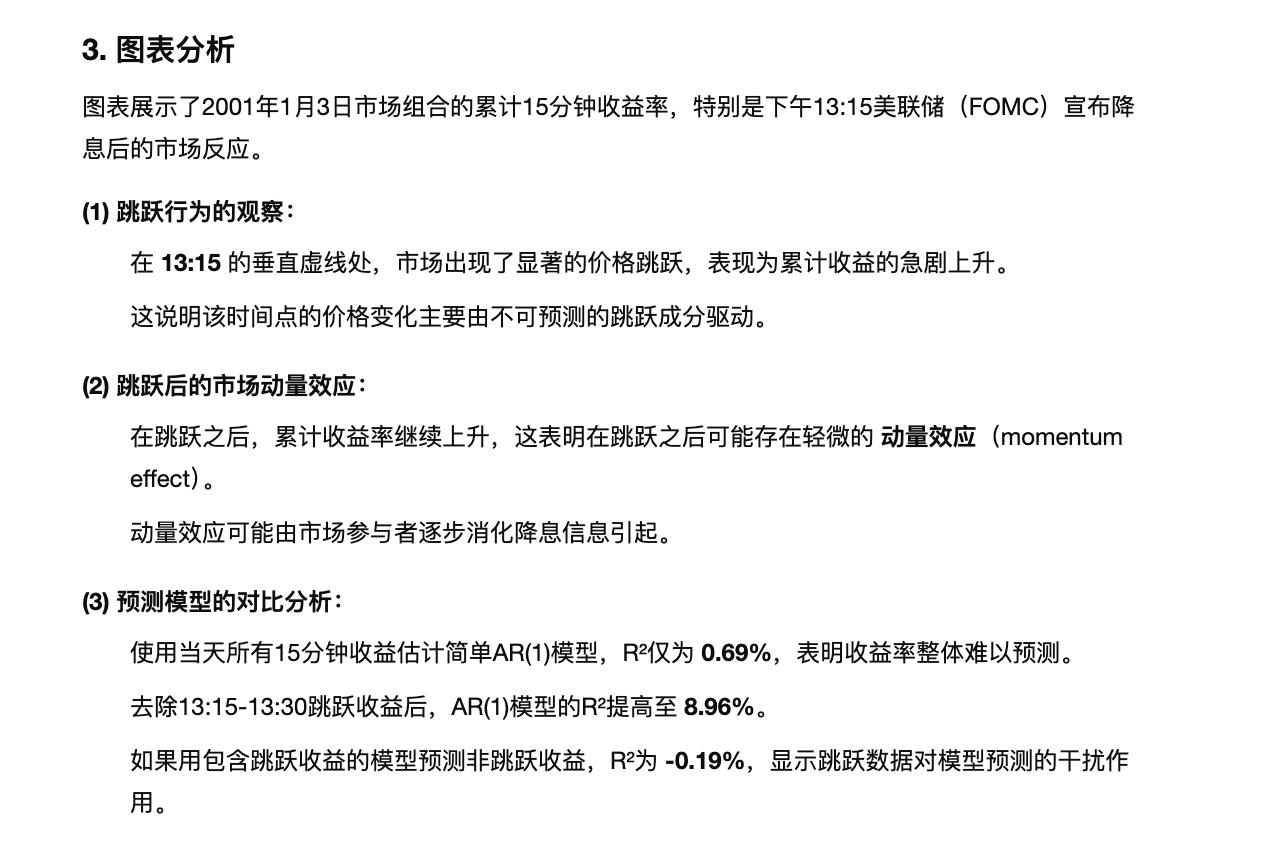 3. 图表分析
图表展示了2001年1月3日市场组合的累计15分钟收益率，特别是下午13:15美联储（FOMC）宣布降
息后的市场反应。
(1) 跳跃行为的观察：
在 13:15 的垂直虚线处，市场出现了显著的价格跳跃，表现为累计收益的急剧上升。
这说明该时间点的价格变化主要由不可预测的跳跃成分驱动。
(2) 跳跃后的市场动量效应：
在跳跃之后，累计收益率继续上升，这表明在跳跃之后可能存在轻微的 动量效应（momentum
effect）。
动量效应可能由市场参与者逐步消化降息信息引起。
(3) 预测模型的对比分析：
使用当天所有15分钟收益估计简单AR(1)模型，R²仅为 0.69%，表明收益率整体难以预测。
去除13:15-13:30跳跃收益后，AR(1)模型的R²提高至 8.96%。
如果用包含跳跃收益的模型预测非跳跃收益，R²为 -0.19%，显示跳跃数据对模型预测的干扰作
用。